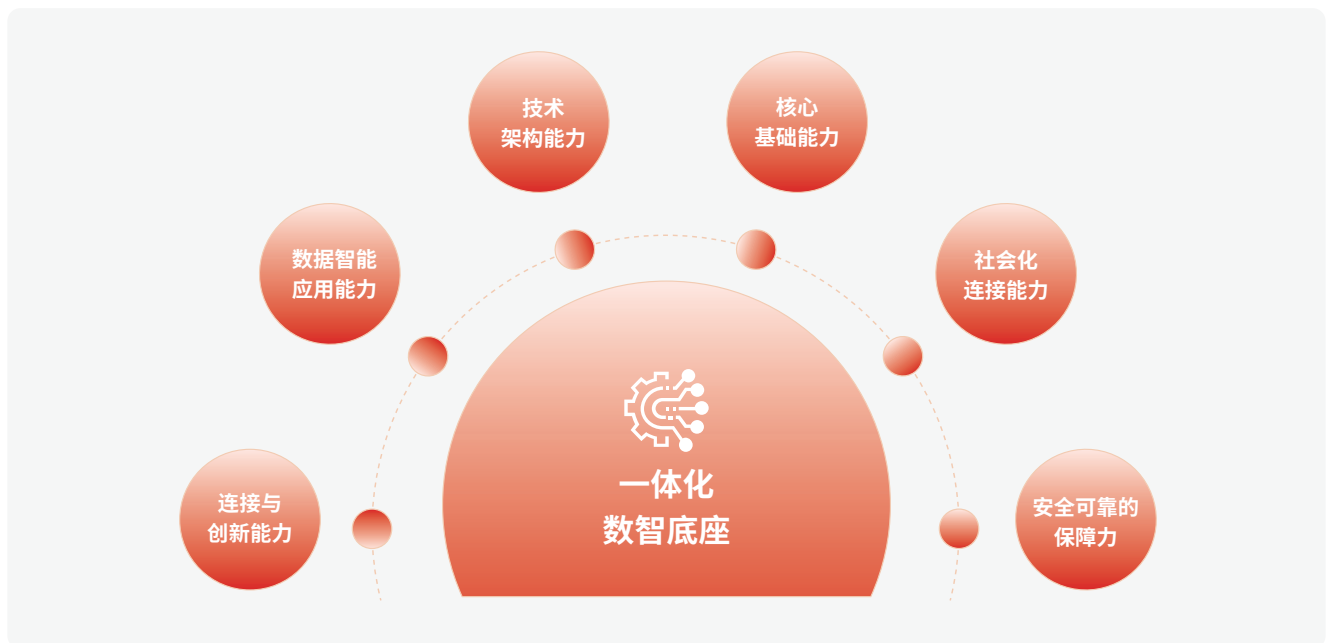 技术
架构能力
核心
基础能力
数据智能
应用能力
社会化
连接能力
一体化
数智底座
连接与
创新能力
安全可靠的
保障力